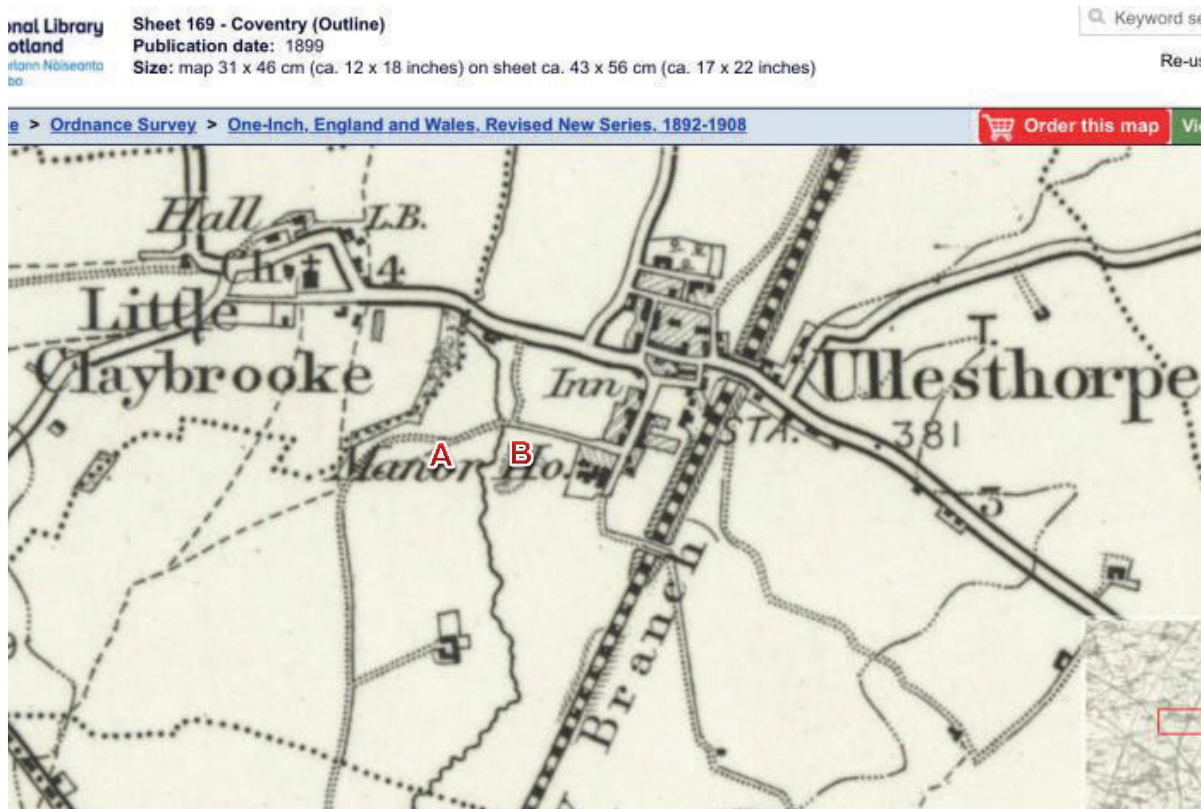 onal Library
otland
Sheet 169 - Coventry (Outline)
Publication date: 1899
Size: map 31 x 46 cm (ca. 12 x 18 inches) on sheet ca. 43 x 56 cm (ca. 17 x 22 inches)
Keyword se
Re-us
e > Ordnance Survey > One-Inch, England and Wales, Revised New Series, 1892-1908
Order this map
Vi
Hall
L.B.
Ch.
4
Little
Claybrooke
Inn
T.
Ullesthorpe
STA.
381
A
B
Manor Ho.
3
Branch